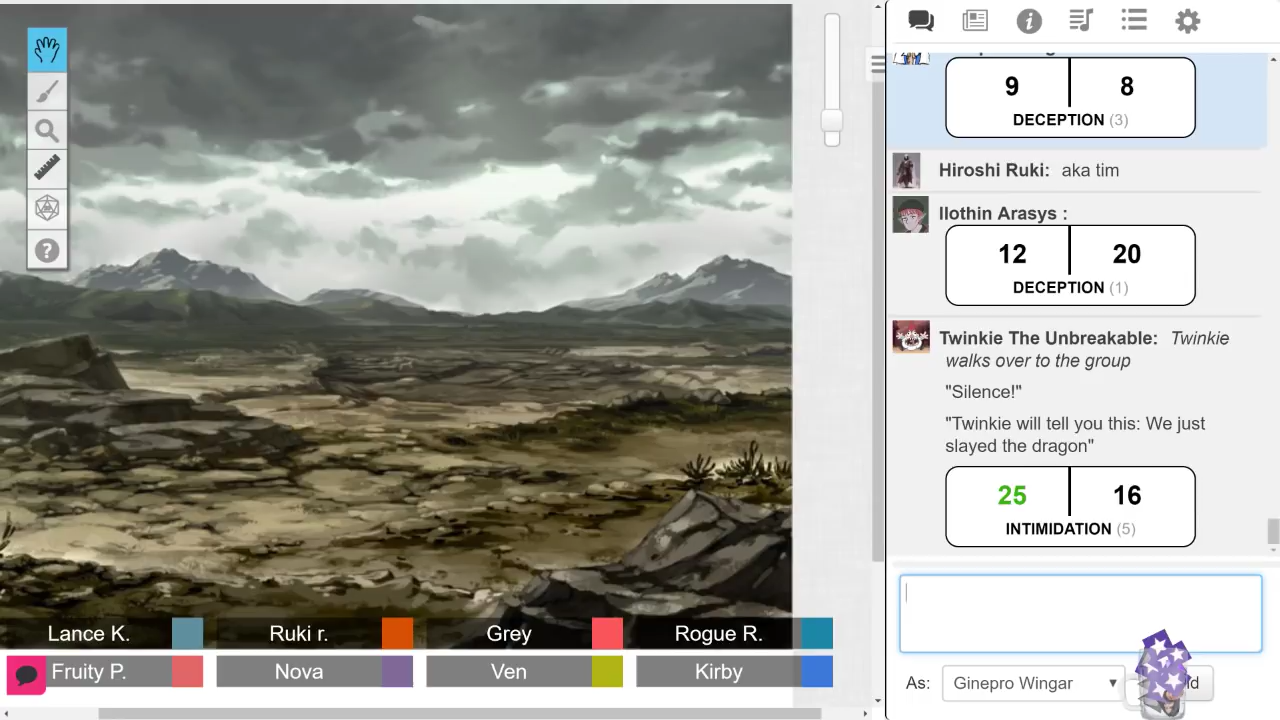 9 8
DECEPTION (3)
Hiroshi Ruki: aka tim
Ilothin Arasys :
12 20
DECEPTION (1)
Twinkie The Unbreakable: Twinkie
walks over to the group
"Silence!"
"Twinkie will tell you this: We just
slayed the dragon"
25 16
INTIMIDATION (5)
?
Lance K. Ruki r. Grey Rogue R.
Fruity P. Nova Ven Kirby
As: Ginepro Wingar